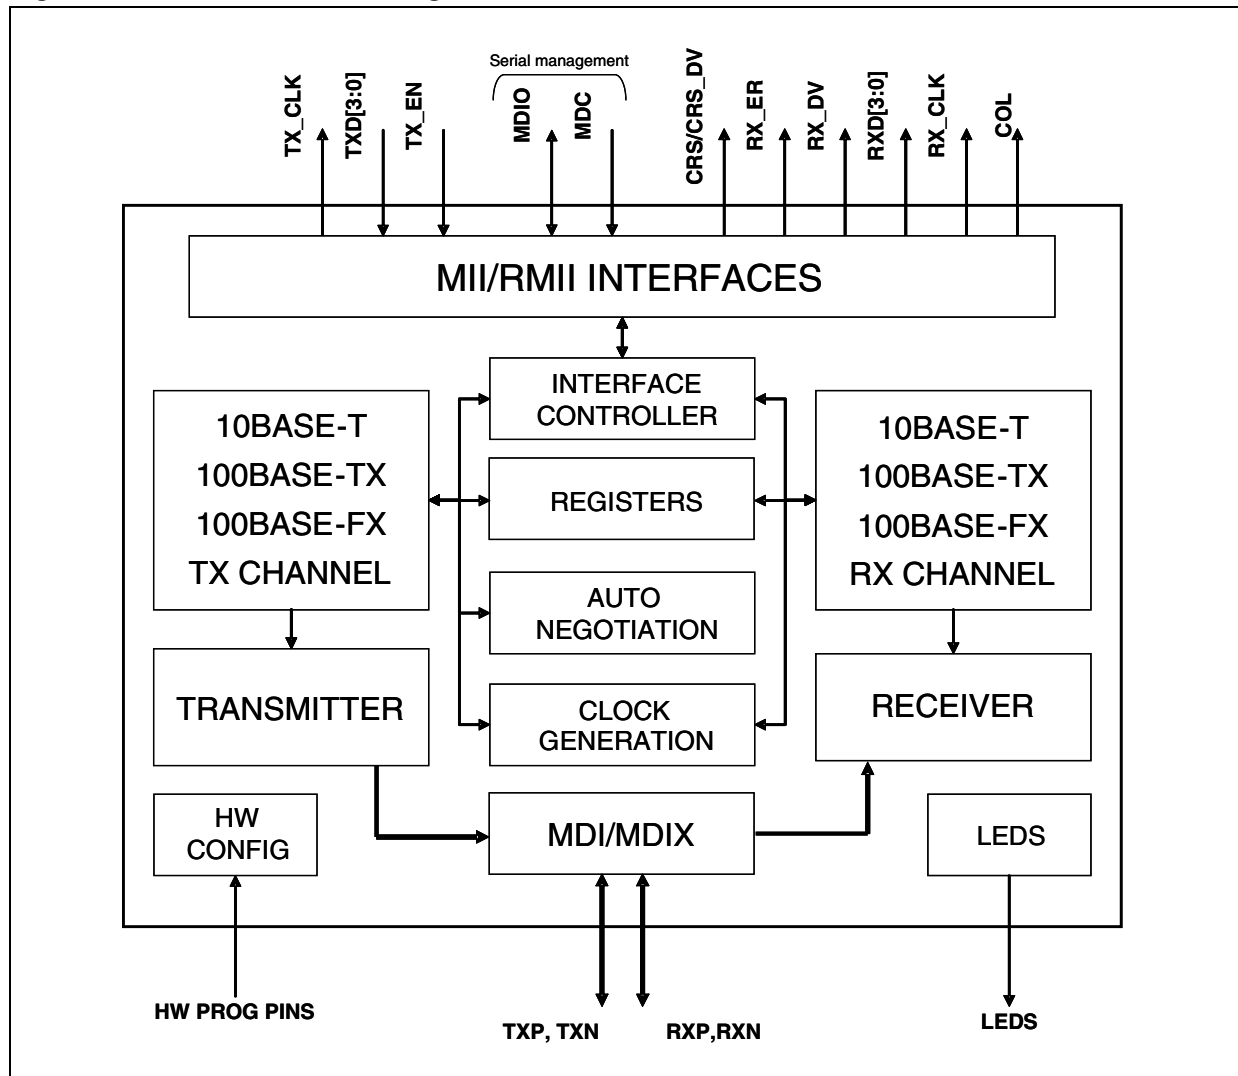 Serial management
TX_CLK
TXD[3:0]
TX_EN
MDIO
MDC
CRS/CRS_DV
RX_ER
RX_DV
RXD[3:0]
RX_CLK
COL
MII/RMII INTERFACES
INTERFACE
CONTROLLER
10BASE-T
100BASE-TX
100BASE-FX
TX CHANNEL
REGISTERS
10BASE-T
100BASE-TX
100BASE-FX
RX CHANNEL
AUTO
NEGOTIATION
TRANSMITTER
CLOCK
GENERATION
RECEIVER
HW
CONFIG
MDI/MDIX
LEDS
HW PROG PINS
TXP, TXN
RXP,RXN
LEDS